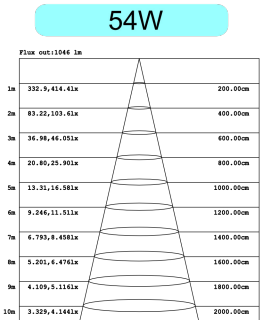 54W
Flux out:1046 lm
1m 332.9,414.4lx 200.00cm
2m 83.22,103.6lx 400.00cm
3m 36.98,46.05lx 600.00cm
4m 20.80,25.90lx 800.00cm
5m 13.31,16.58lx 1000.00cm
6m 9.246,11.51lx 1200.00cm
7m 6.793,8.458lx 1400.00cm
8m 5.201,6.476lx 1600.00cm
9m 4.109,5.116lx 1800.00cm
10m 3.329,4.144lx 2000.00cm